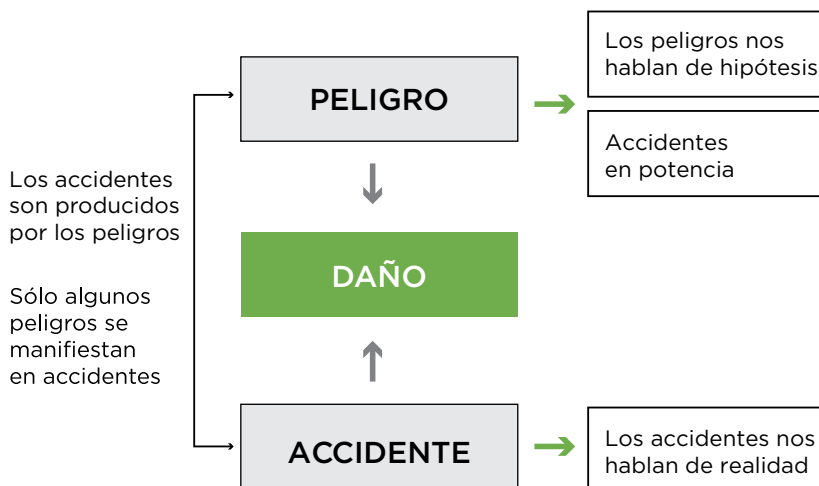 Los peligros nos
hablan de hipótesis
PELIGRO
Accidentes
en potencia
Los accidentes
son producidos
por los peligros
DAÑO
Sólo algunos
peligros se
manifiestan
en accidentes
ACCIDENTE
Los accidentes nos
hablan de realidad